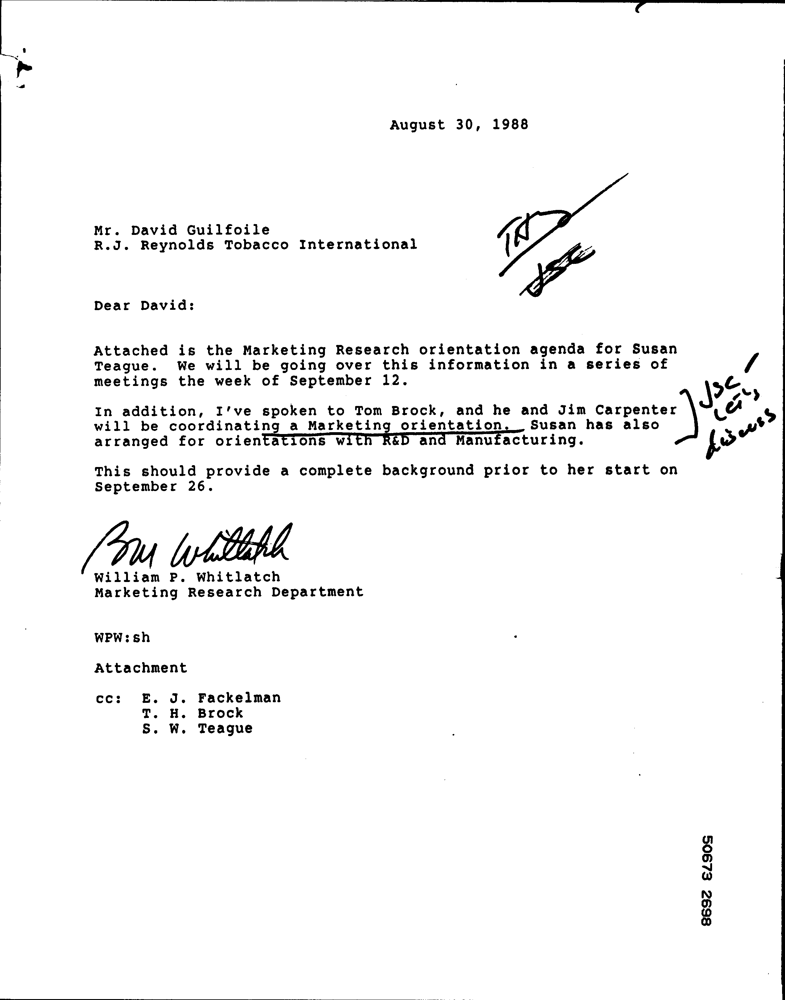 August 30, 1988
Mr. David Guilfoile
R.J. Reynolds Tobacco International
Dear David:
Attached is the Marketing Research orientation agenda for Susan
Teague. We will be going over this information in a series of
meetings the week of September 12.
In addition, I've spoken to Tom Brock, and he and Jim Carpenter
will be coordinating a Marketing orientation. Susan has also
arranged for orientations with R&D and Manufacturing.
JSC
Let's
discuss
This should provide a complete background prior to her start on
September 26.
Bill Whitlatch
William P. Whitlatch
Marketing Research Department
WPW:sh
Attachment
cc: E. J. Fackelman
T. H. Brock
S. W. Teague
50673 2698